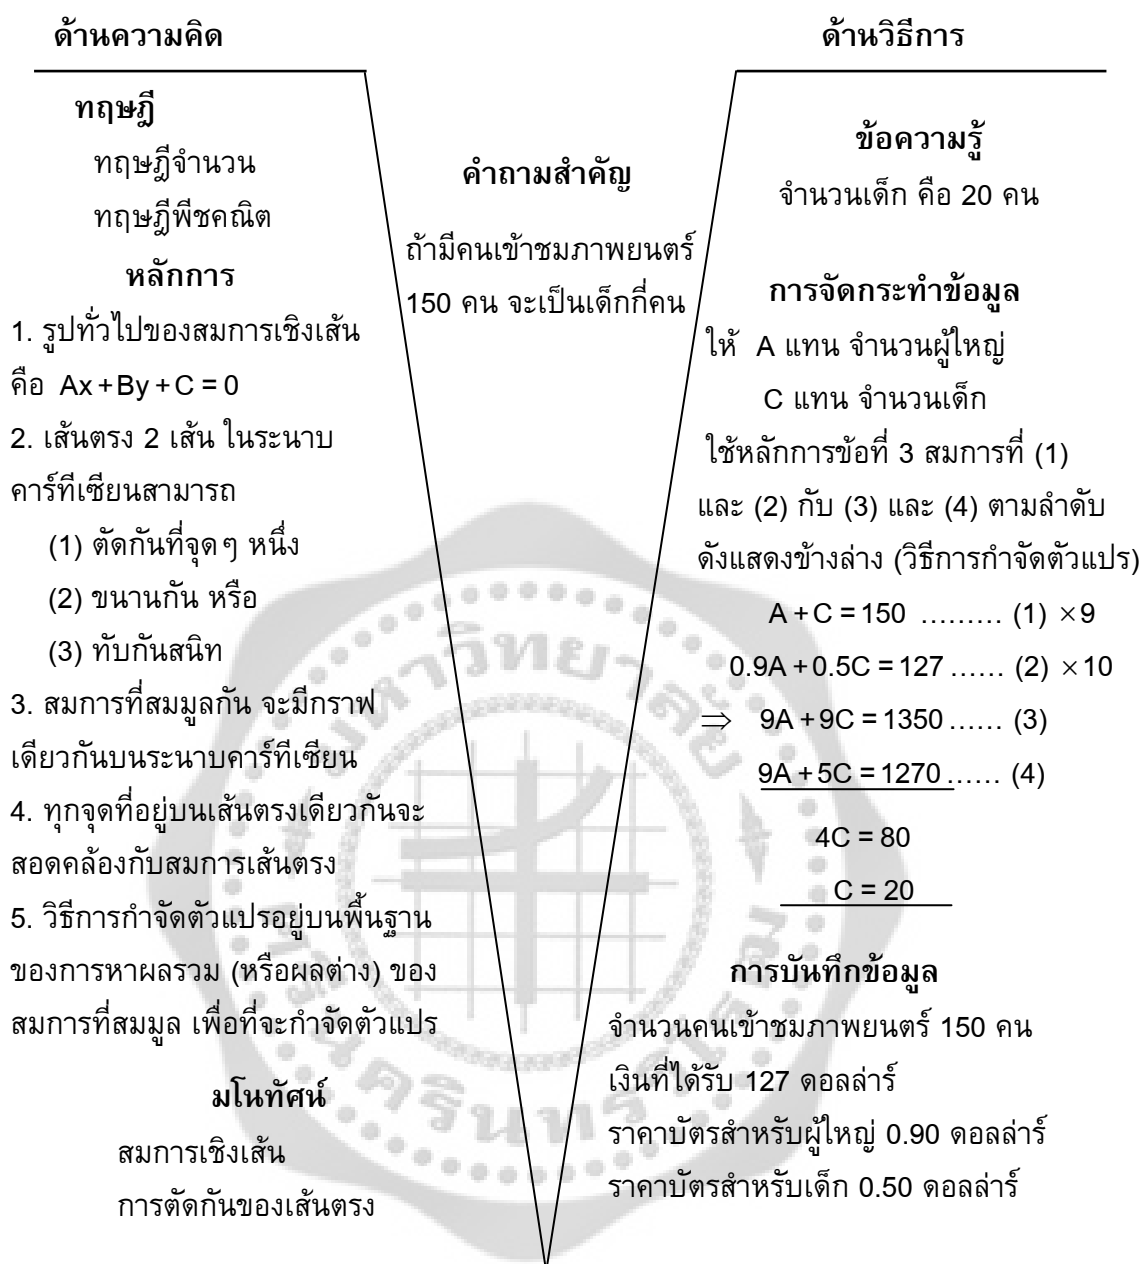 ด้านความคิด
ทฤษฎี
ทฤษฎีจำนวน
ทฤษฎีพีชคณิต
หลักการ
1. รูปทั่วไปของสมการเชิงเส้น
คือ Ax+By+C = 0
2. เส้นตรง 2 เส้น ในระนาบ
คาร์ทีเซียนสามารถ
(1) ตัดกันที่จุดๆ หนึ่ง
(2) ขนานกัน หรือ
(3) ทับกันสนิท
3. สมการที่สมมูลกัน จะมีกราฟ
เดียวกันบนระนาบคาร์ทีเซียน
4. ทุกจุดที่อยู่บนเส้นตรงเดียวกันจะ
สอดคล้องกับสมการเส้นตรง
5. วิธีการกำจัดตัวแปรอยู่บนพื้นฐาน
ของการหาผลรวม (หรือผลต่าง) ของ
สมการที่สมมูล เพื่อที่จะกำจัดตัวแปร
มโนทัศน์
สมการเชิงเส้น
การตัดกันของเส้นตรง
คำถามสำคัญ
ถ้ามีคนเข้าชมภาพยนตร์
150 คน จะเป็นเด็กกี่คน
ด้านวิธีการ
ข้อความรู้
จำนวนเด็ก คือ 20 คน
การจัดกระทำข้อมูล
ให้ A แทน จำนวนผู้ใหญ่
C แทน จำนวนเด็ก
ใช้หลักการข้อที่ 3 สมการที่ (1)
และ (2) กับ (3) และ (4) ตามลำดับ
ดังแสดงข้างล่าง (วิธีการกำจัดตัวแปร)
A + C = 150 ......... (1) ×9
0.9A + 0.5C = 127 ...... (2) ×10
⇒ 9A + 9C = 1350 ...... (3)
9A + 5C = 1270 ...... (4)
4C = 80
C = 20
การบันทึกข้อมูล
จำนวนคนเข้าชมภาพยนตร์ 150 คน
เงินที่ได้รับ 127 ดอลล่าร์
ราคาบัตรสำหรับผู้ใหญ่ 0.90 ดอลล่าร์
ราคาบัตรสำหรับเด็ก 0.50 ดอลล่าร์
มหาวิทยาลัย
ศรีนครินทรวิโรฒ